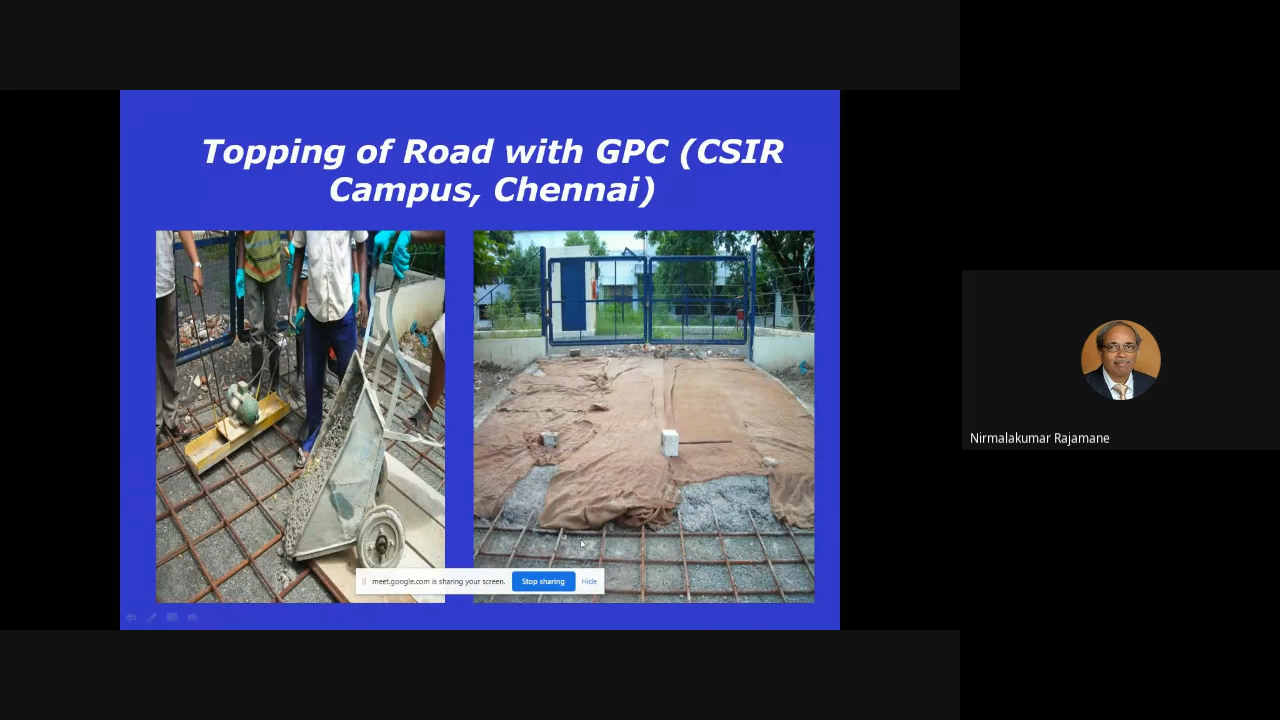 Topping of Road with GPC (CSIR
Campus, Chennai)
meet.google.com is sharing your screen.
Stop sharing
Hide
Nirmalakumar Rajamane